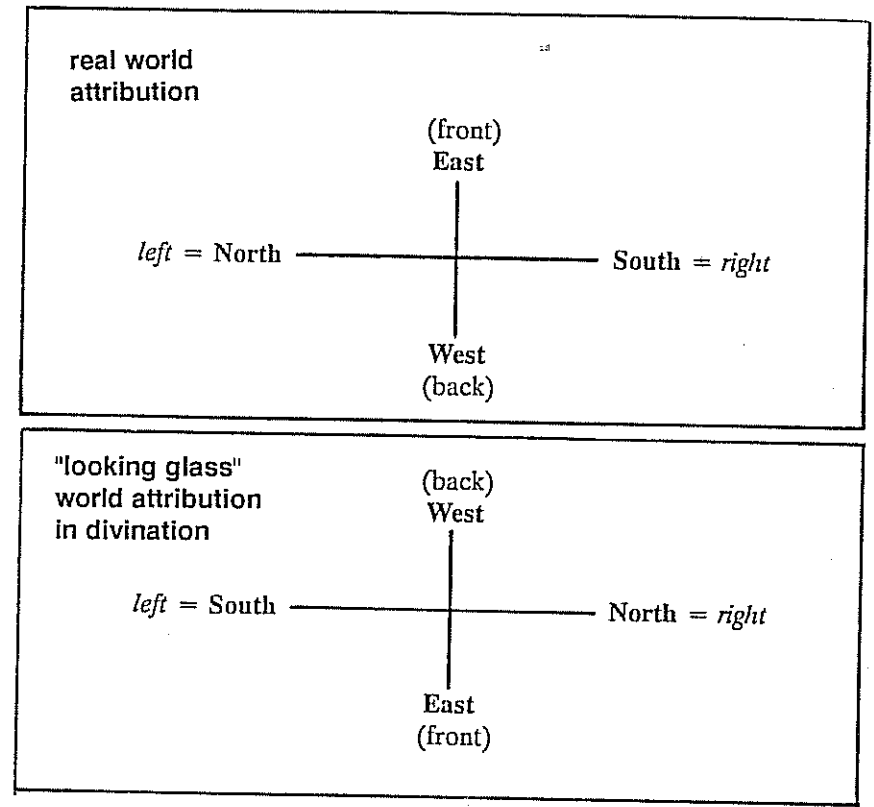 real world
attribution
(front)
East
left = North
South = right
West
(back)
"looking glass"
world attribution
in divination
(back)
West
left = South
North = right
East
(front)